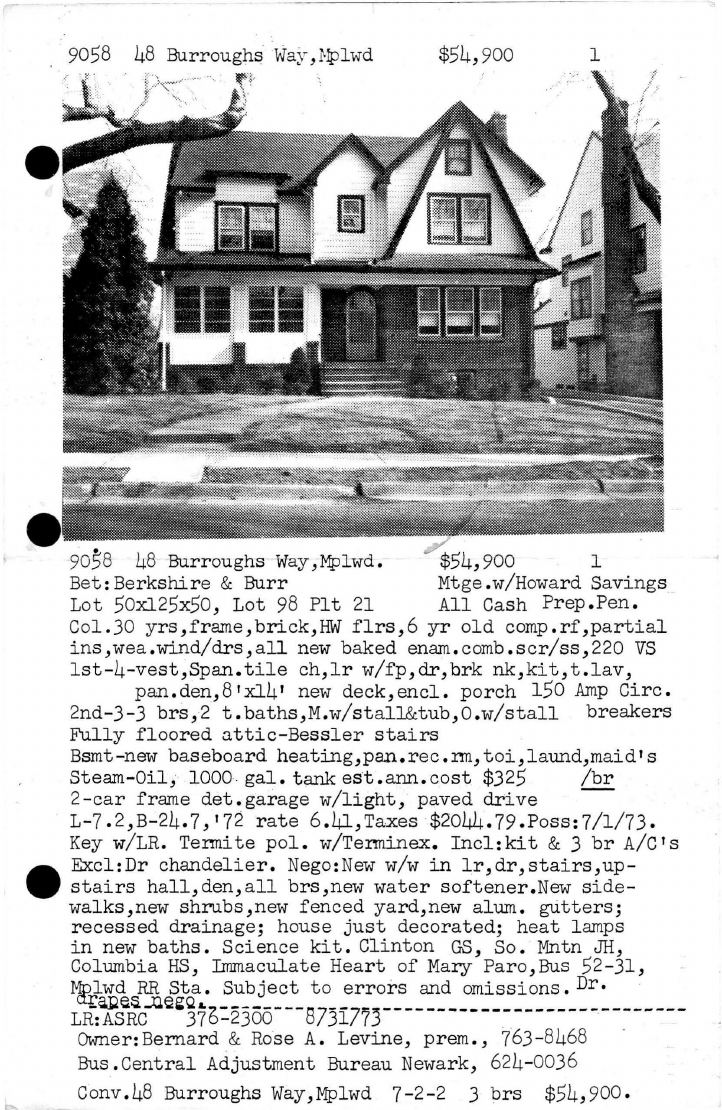 9058 48 Burroughs Way,Mplwd $54,900 1
9058 48 Burroughs Way,Mplwd. $54,900 1
Bet:Berkshire & Burr Mtge.w/Howard Savings
Lot 50x125x50, Lot 98 Plt 21 All Cash Prep.Pen.
Col.30 yrs,frame,brick,HW flrs,6 yr old comp.rf,partial
ins,wea.wind/drs,all new baked enam.comb.scr/ss,220 VS
1st-4-vest,Span.tile ch,lr w/fp,dr,brk nk,kit,t.lav,
pan.den,8'x14' new deck,encl. porch 150 Amp Circ.
2nd-3-3 brs,2 t.baths,M.w/stall&tub,O.w/stall breakers
Fully floored attic-Bessler stairs
Bsmt-new baseboard heating,pan.rec.rm,toi,laund,maid's
Steam-Oil, 1000 gal. tank est.ann.cost $325 /br
2-car frame det.garage w/light, paved drive
L-7.2,B-24.7,'72 rate 6.41,Taxes $2044.79.Poss:7/1/73.
Key w/LR. Termite pol. w/Terminex. Incl:kit & 3 br A/C's
Excl:Dr chandelier. Nego:New w/w in lr,dr,stairs,up-
stairs hall,den,all brs,new water softener.New side-
walks,new shrubs,new fenced yard,new alum. gutters;
recessed drainage; house just decorated; heat lamps
in new baths. Science kit. Clinton GS, So. Mntn JH,
Columbia HS, Immaculate Heart of Mary Paro,Bus 52-31,
Mplwd RR Sta. Subject to errors and omissions. Dr.
drapes nego.
LR:ASRC 376-2300 8/31/73
Owner:Bernard & Rose A. Levine, prem., 763-8468
Bus.Central Adjustment Bureau Newark, 624-0036
Conv.48 Burroughs Way,Mplwd 7-2-2 3 brs $54,900.